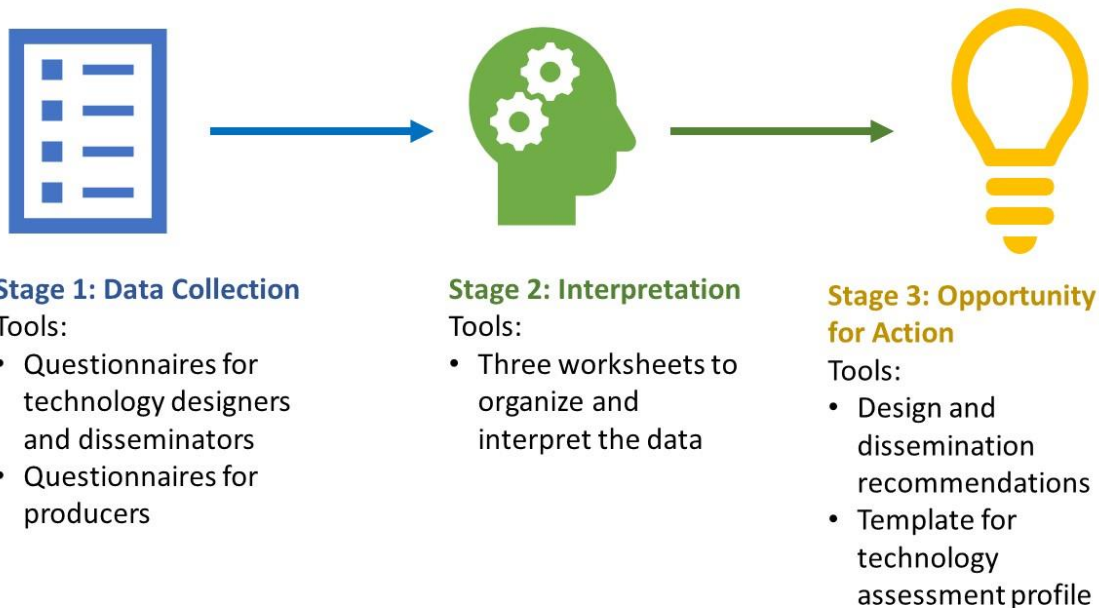 Stage 1: Data Collection
Tools:
• Questionnaires for
technology designers
and disseminators
• Questionnaires for
producers
Stage 2: Interpretation
Tools:
• Three worksheets to
organize and
interpret the data
Stage 3: Opportunity
for Action
Tools:
• Design and
dissemination
recommendations
• Template for
technology
assessment profile